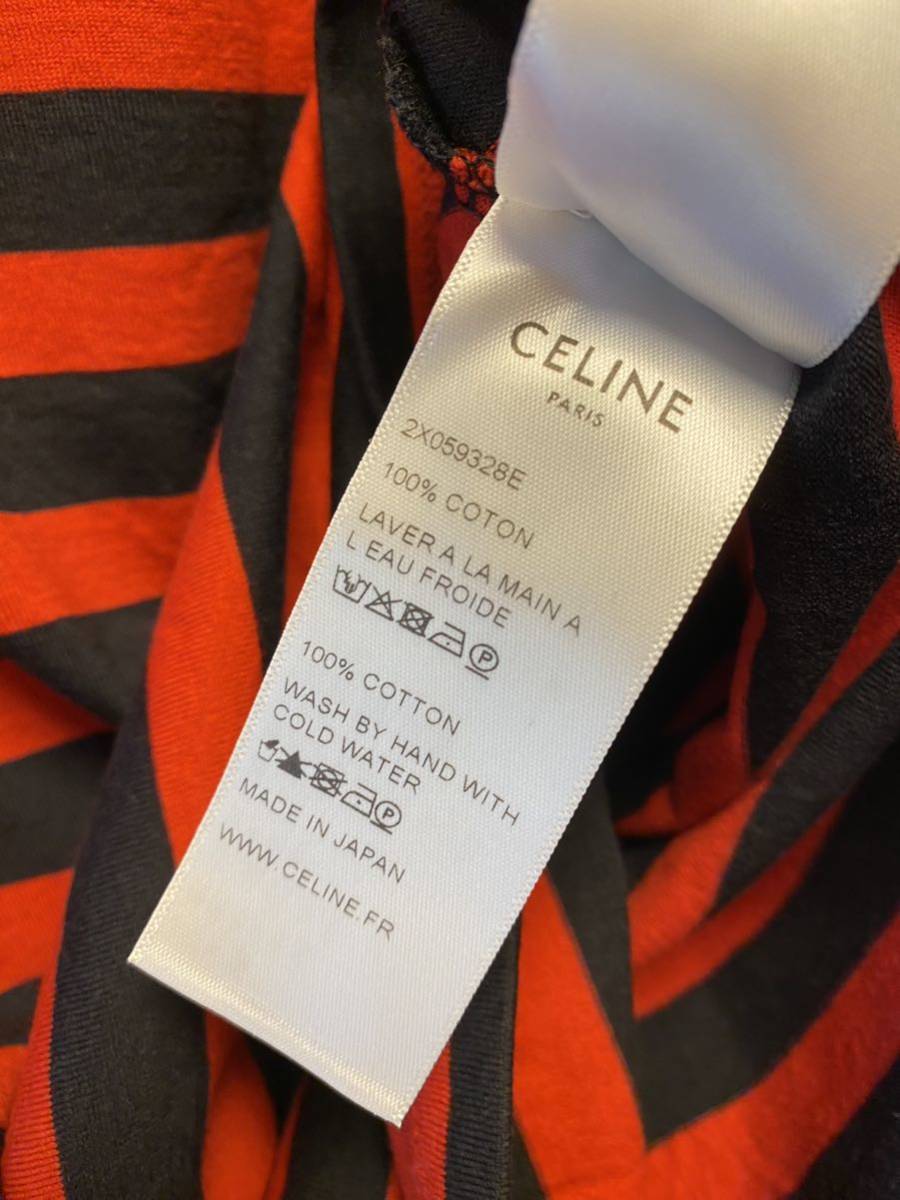 CELINE
PARIS
2X059328E
100% COTON
LAVER A LA MAIN A
L EAU FROIDE
P
100% COTTON
WASH BY HAND WITH
COLD WATER
P
MADE IN JAPAN
WWW.CELINE.FR